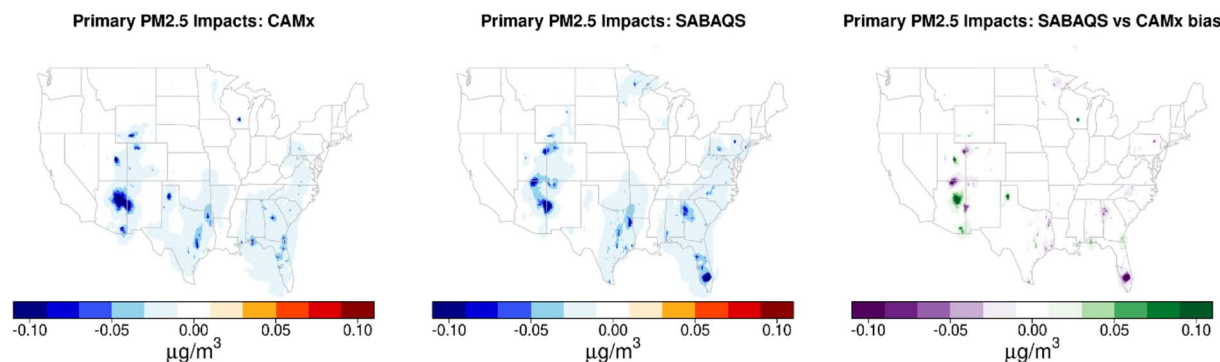 Primary PM2.5 Impacts: CAMx
-0.10 -0.05 0.00 0.05 0.10
μg/m³
Primary PM2.5 Impacts: SABAQS
-0.10 -0.05 0.00 0.05 0.10
μg/m³
Primary PM2.5 Impacts: SABAQS vs CAMx bias
-0.10 -0.05 0.00 0.05 0.10
μg/m³